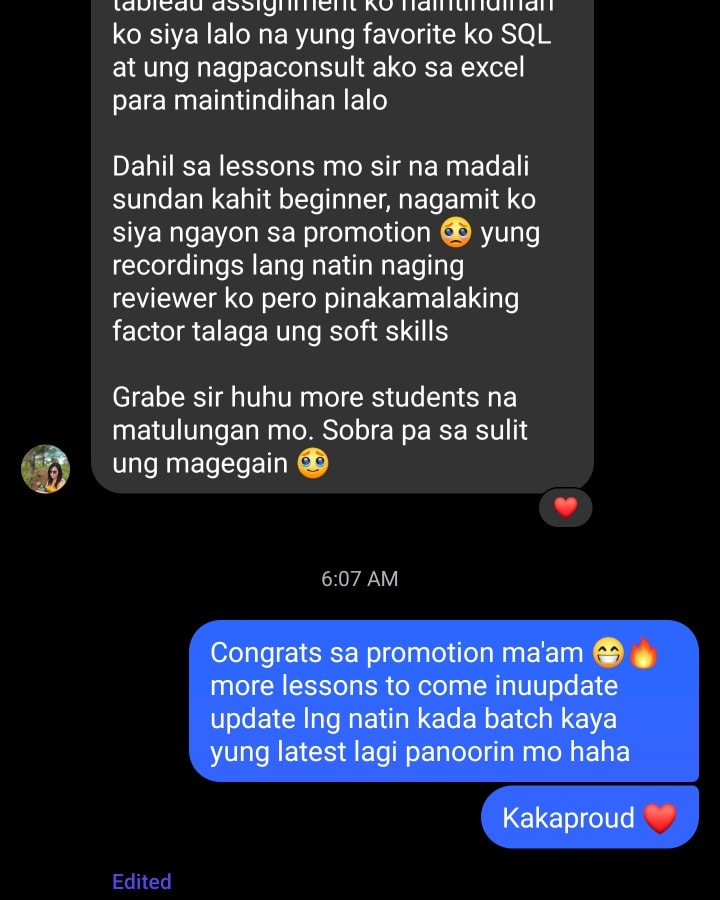 tableau assignment ko naintindihan
ko siya lalo na yung favorite ko SQL
at ung nagpaconsult ako sa excel
para maintindihan lalo
Dahil sa lessons mo sir na madali
sundan kahit beginner, nagamit ko
siya ngayon sa promotion 🥹 yung
recordings lang natin naging
reviewer ko pero pinakamalaking
factor talaga ung soft skills
Grabe sir huhu more students na
matulungan mo. Sobra pa sa sulit
ung magegain 🥹
❤️
6:07 AM
Congrats sa promotion ma'am 😁🔥
more lessons to come inuupdate
update lng natin kada batch kaya
yung latest lagi panoorin mo haha
Kakaproud ❤️
Edited